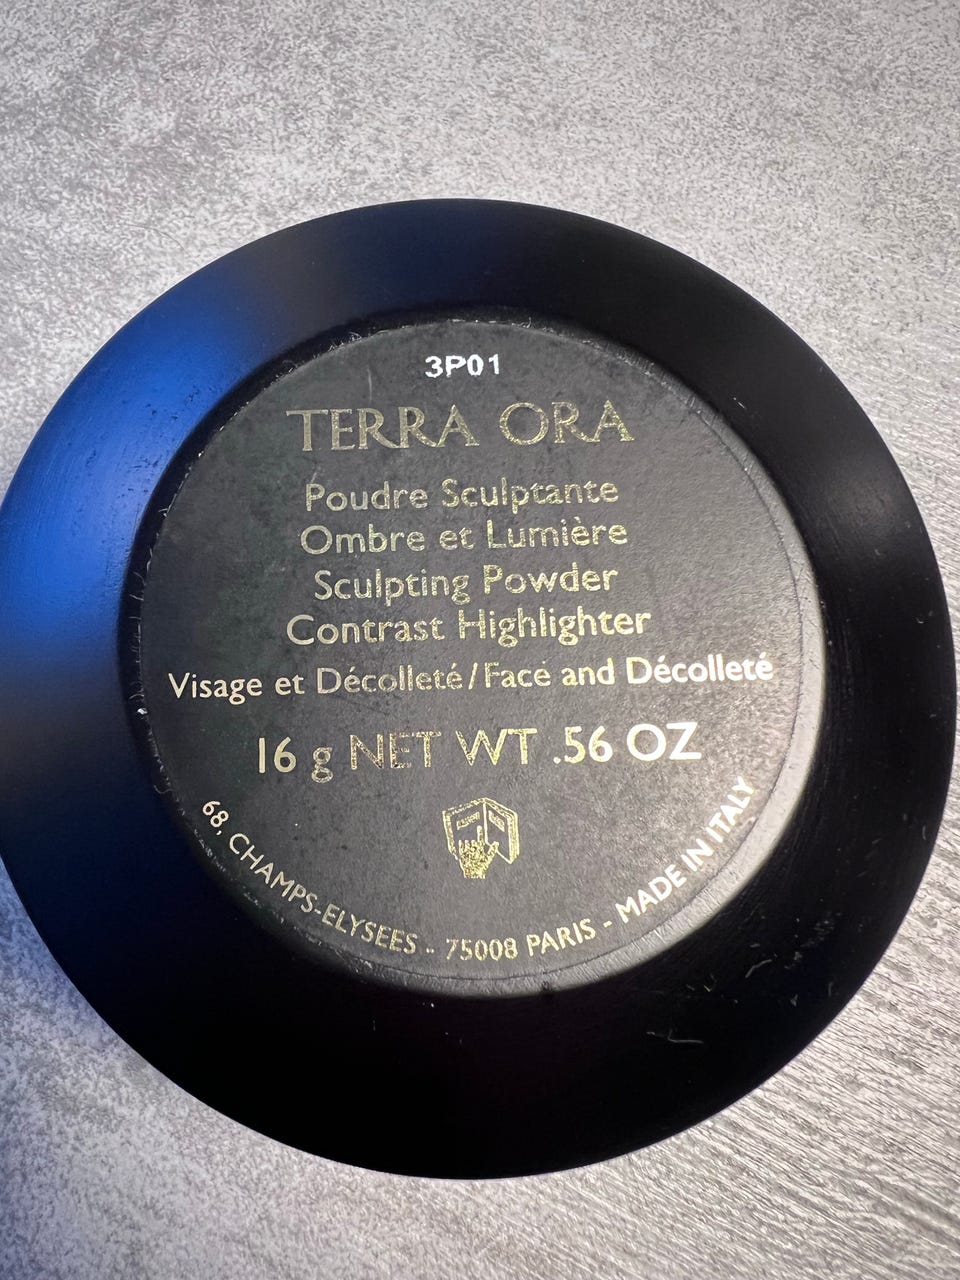 3P01
TERRA ORA
Poudre Sculptante
Ombre et Lumière
Sculpting Powder
Contrast Highlighter
Visage et Décolleté/Face and Décolleté
16 g NET WT .56 OZ
68, CHAMPS-ELYSEES - 75008 PARIS - MADE IN ITALY